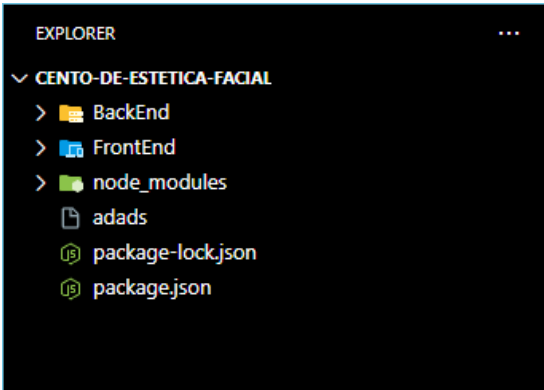 EXPLORER ...
CENTO-DE-ESTETICA-FACIAL
BackEnd
FrontEnd
node_modules
adads
package-lock.json
package.json